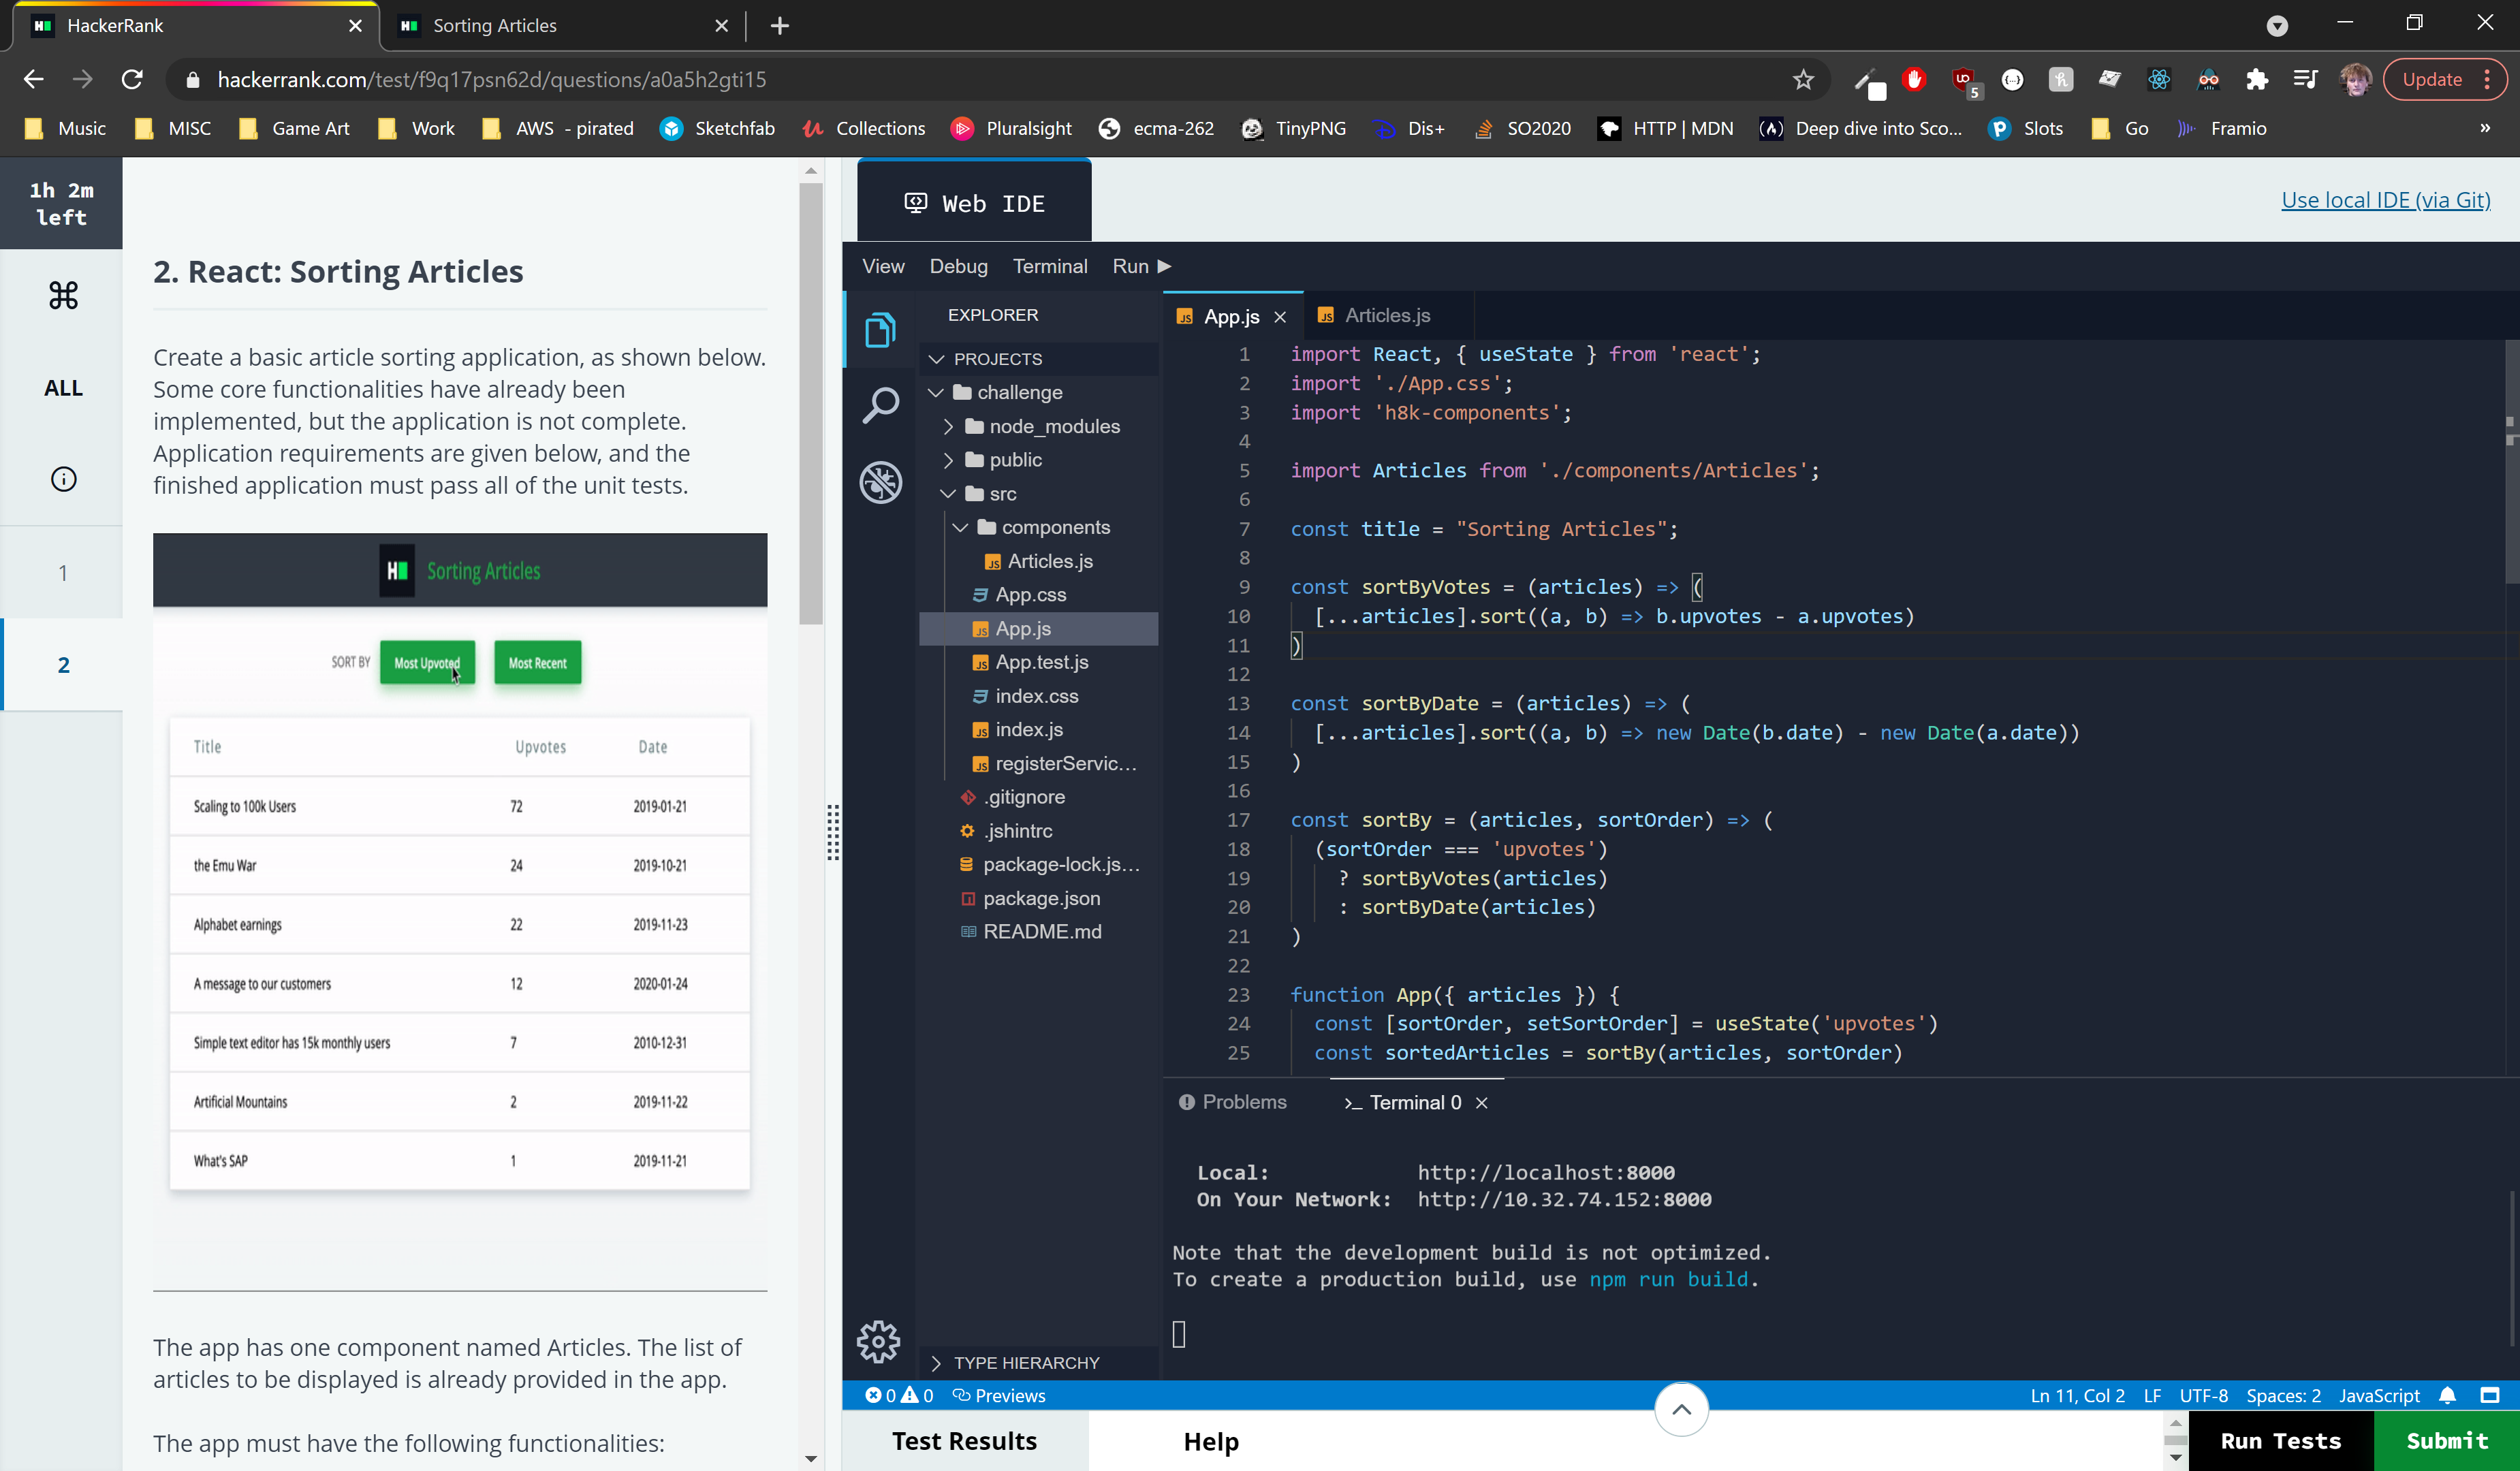 HackerRank
Sorting Articles
hackerrank.com/test/f9q17psn62d/questions/a0a5h2gti15
5
Update
Music
MISC
Game Art
Work
AWS - pirated
Sketchfab
Collections
Pluralsight
ecma-262
TinyPNG
Dis+
SO2020
HTTP | MDN
Deep dive into Sco...
Slots
Go
Framio
»
1h 2m
left
ALL
1
2
2. React: Sorting Articles
Create a basic article sorting application, as shown below.
Some core functionalities have already been
implemented, but the application is not complete.
Application requirements are given below, and the
finished application must pass all of the unit tests.
Sorting Articles
SORT BY Most Upvoted Most Recent
Title Upvotes Date
Scaling to 100k Users 72 2019-01-21
the Emu War 24 2019-10-21
Alphabet earnings 22 2019-11-23
A message to our customers 12 2020-01-24
Simple text editor has 15k monthly users 7 2010-12-31
Artificial Mountains 2 2019-11-22
What's SAP 1 2019-11-21
The app has one component named Articles. The list of
articles to be displayed is already provided in the app.
The app must have the following functionalities:
Web IDE
Use local IDE (via Git)
View Debug Terminal Run
EXPLORER
PROJECTS
challenge
node_modules
public
src
components
Articles.js
App.css
App.js
App.test.js
index.css
index.js
registerServic...
.gitignore
.jshintrc
package-lock.js...
package.json
README.md
TYPE HIERARCHY
App.js
Articles.js
1 import React, { useState } from 'react';
2 import './App.css';
3 import 'h8k-components';
4
5 import Articles from './components/Articles';
6
7 const title = "Sorting Articles";
8
9 const sortByVotes = (articles) => (
10 [...articles].sort((a, b) => b.upvotes - a.upvotes)
11 )
12
13 const sortByDate = (articles) => (
14 [...articles].sort((a, b) => new Date(b.date) - new Date(a.date))
15 )
16
17 const sortBy = (articles, sortOrder) => (
18 (sortOrder === 'upvotes')
19 ? sortByVotes(articles)
20 : sortByDate(articles)
21 )
22
23 function App({ articles }) {
24 const [sortOrder, setSortOrder] = useState('upvotes')
25 const sortedArticles = sortBy(articles, sortOrder)
Problems
>_ Terminal 0
Local: http://localhost:8000
On Your Network: http://10.32.74.152:8000
Note that the development build is not optimized.
To create a production build, use npm run build.
0 0 Previews
Ln 11, Col 2 LF UTF-8 Spaces: 2 JavaScript
Test Results
Help
Run Tests
Submit